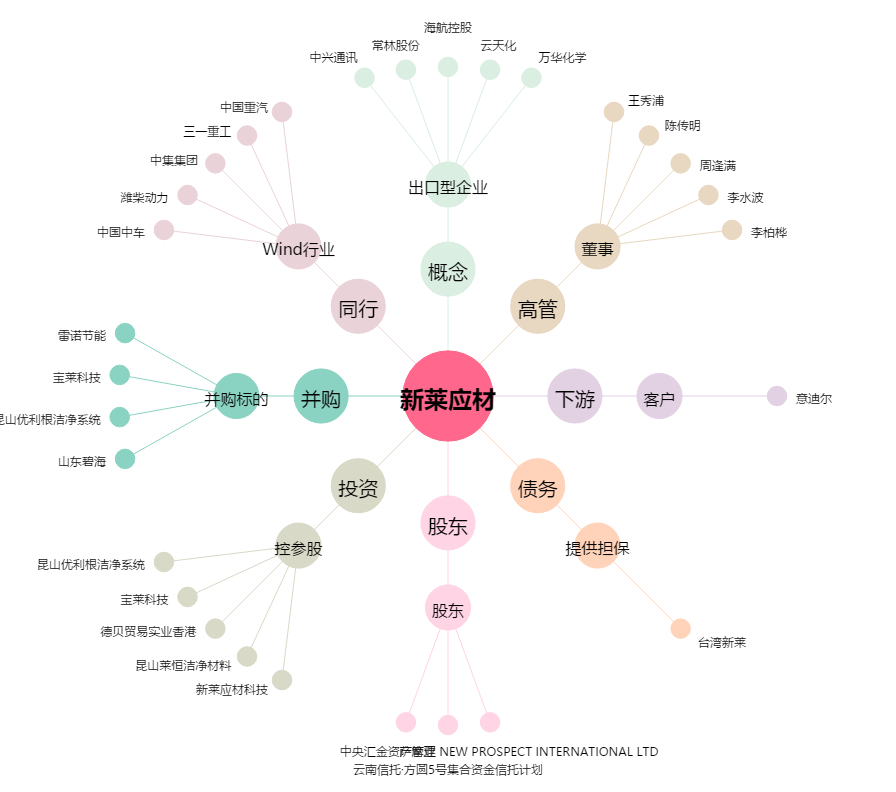 海航控股
常林股份
云天化
中兴通讯
万华化学
中国重汽
王秀浦
三一重工
陈传明
中集集团
周逢满
潍柴动力
出口型企业
李水波
中国中车
李柏桦
Wind行业
董事
概念
同行
高管
雷诺节能
宝莱科技
并购标的
并购
新莱应材
下游
客户
意迪尔
昆山优利根洁净系统
山东碧海
投资
债务
股东
控参股
提供担保
昆山优利根洁净系统
宝莱科技
股东
德贝贸易实业香港
台湾新莱
昆山莱恒洁净材料
新莱应材科技
中央汇金资产管理
NEW PROSPECT INTERNATIONAL LTD
云南信托·方圆5号集合资金信托计划